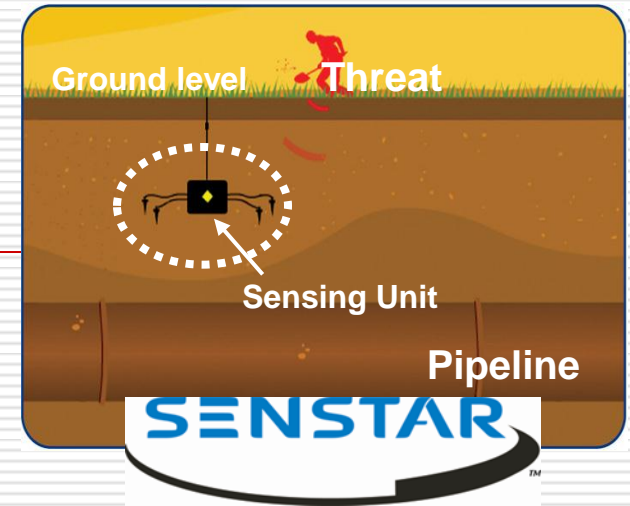 Ground level
Threat
Sensing Unit
Pipeline
SENSTAR
TM